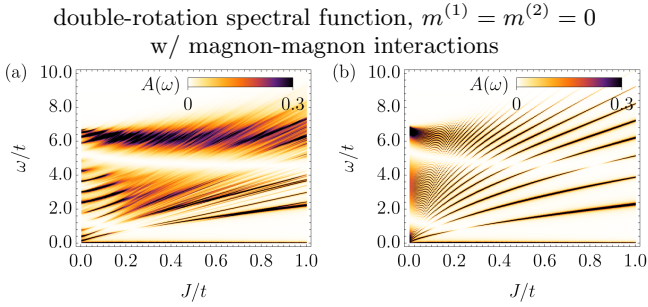 double-rotation spectral function, m^(1) = m^(2) = 0
w/ magnon-magnon interactions
(a)
A(ω)
0
0.3
10.0
8.0
6.0
4.0
2.0
0.0
ω/t
0.0 0.2 0.4 0.6 0.8 1.0
J/t
(b)
A(ω)
0
0.3
10.0
8.0
6.0
4.0
2.0
0.0
ω/t
0.0 0.2 0.4 0.6 0.8 1.0
J/t